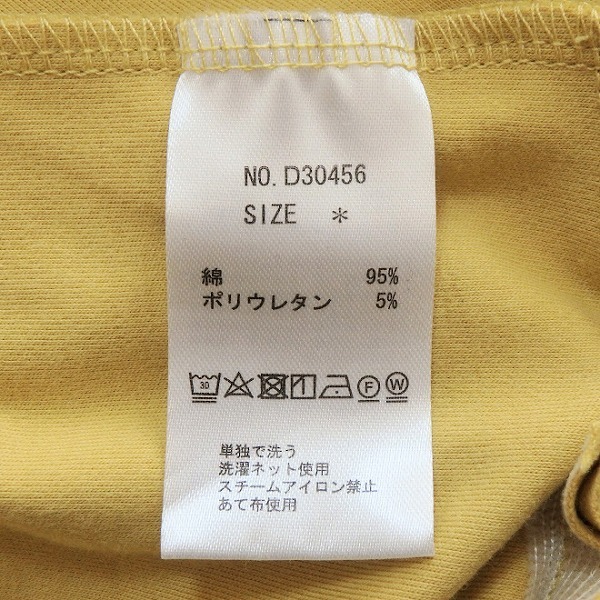 NO. D30456
SIZE *
綿 95%
ポリウレタン 5%
30 F W
単独で洗う
洗濯ネット使用
スチームアイロン禁止
あて布使用